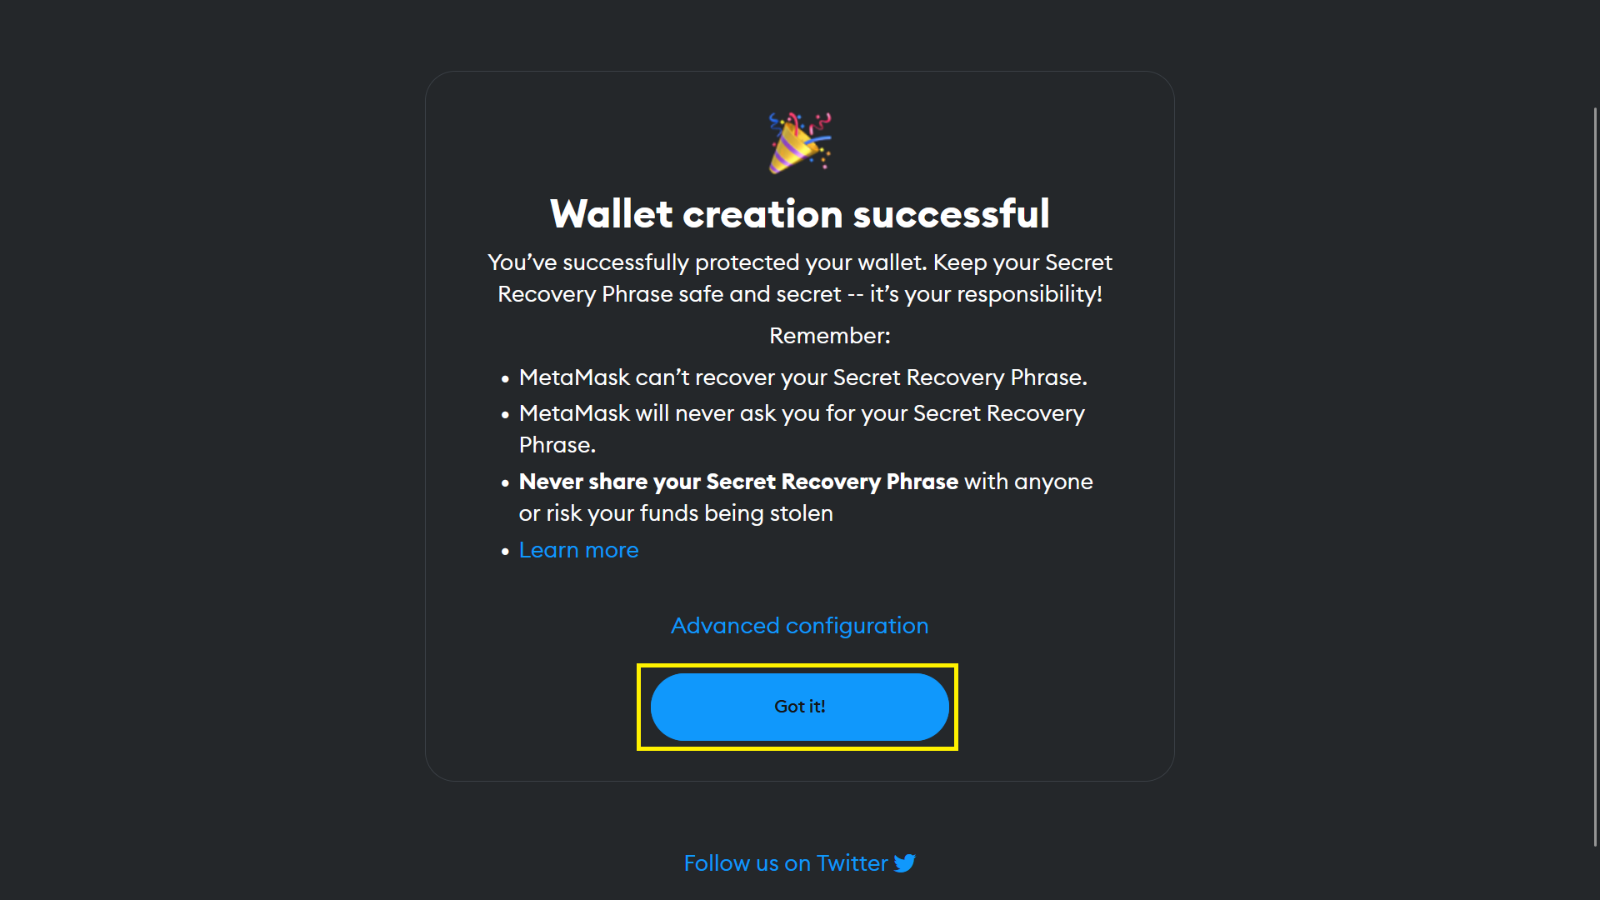 Wallet creation successful
You’ve successfully protected your wallet. Keep your Secret
Recovery Phrase safe and secret -- it’s your responsibility!
Remember:
• MetaMask can’t recover your Secret Recovery Phrase.
• MetaMask will never ask you for your Secret Recovery
Phrase.
• Never share your Secret Recovery Phrase with anyone
or risk your funds being stolen
• Learn more
Advanced configuration
Got it!
Follow us on Twitter